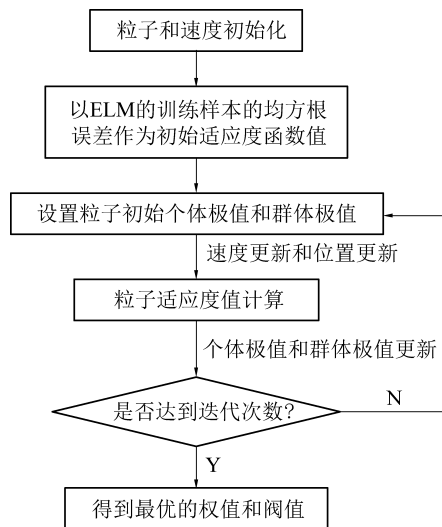 粒子和速度初始化
以ELM的训练样本的均方根
误差作为初始适应度函数值
设置粒子初始个体极值和群体极值
速度更新和位置更新
粒子适应度值计算
个体极值和群体极值更新
是否达到迭代次数?
N
Y
得到最优的权值和阀值